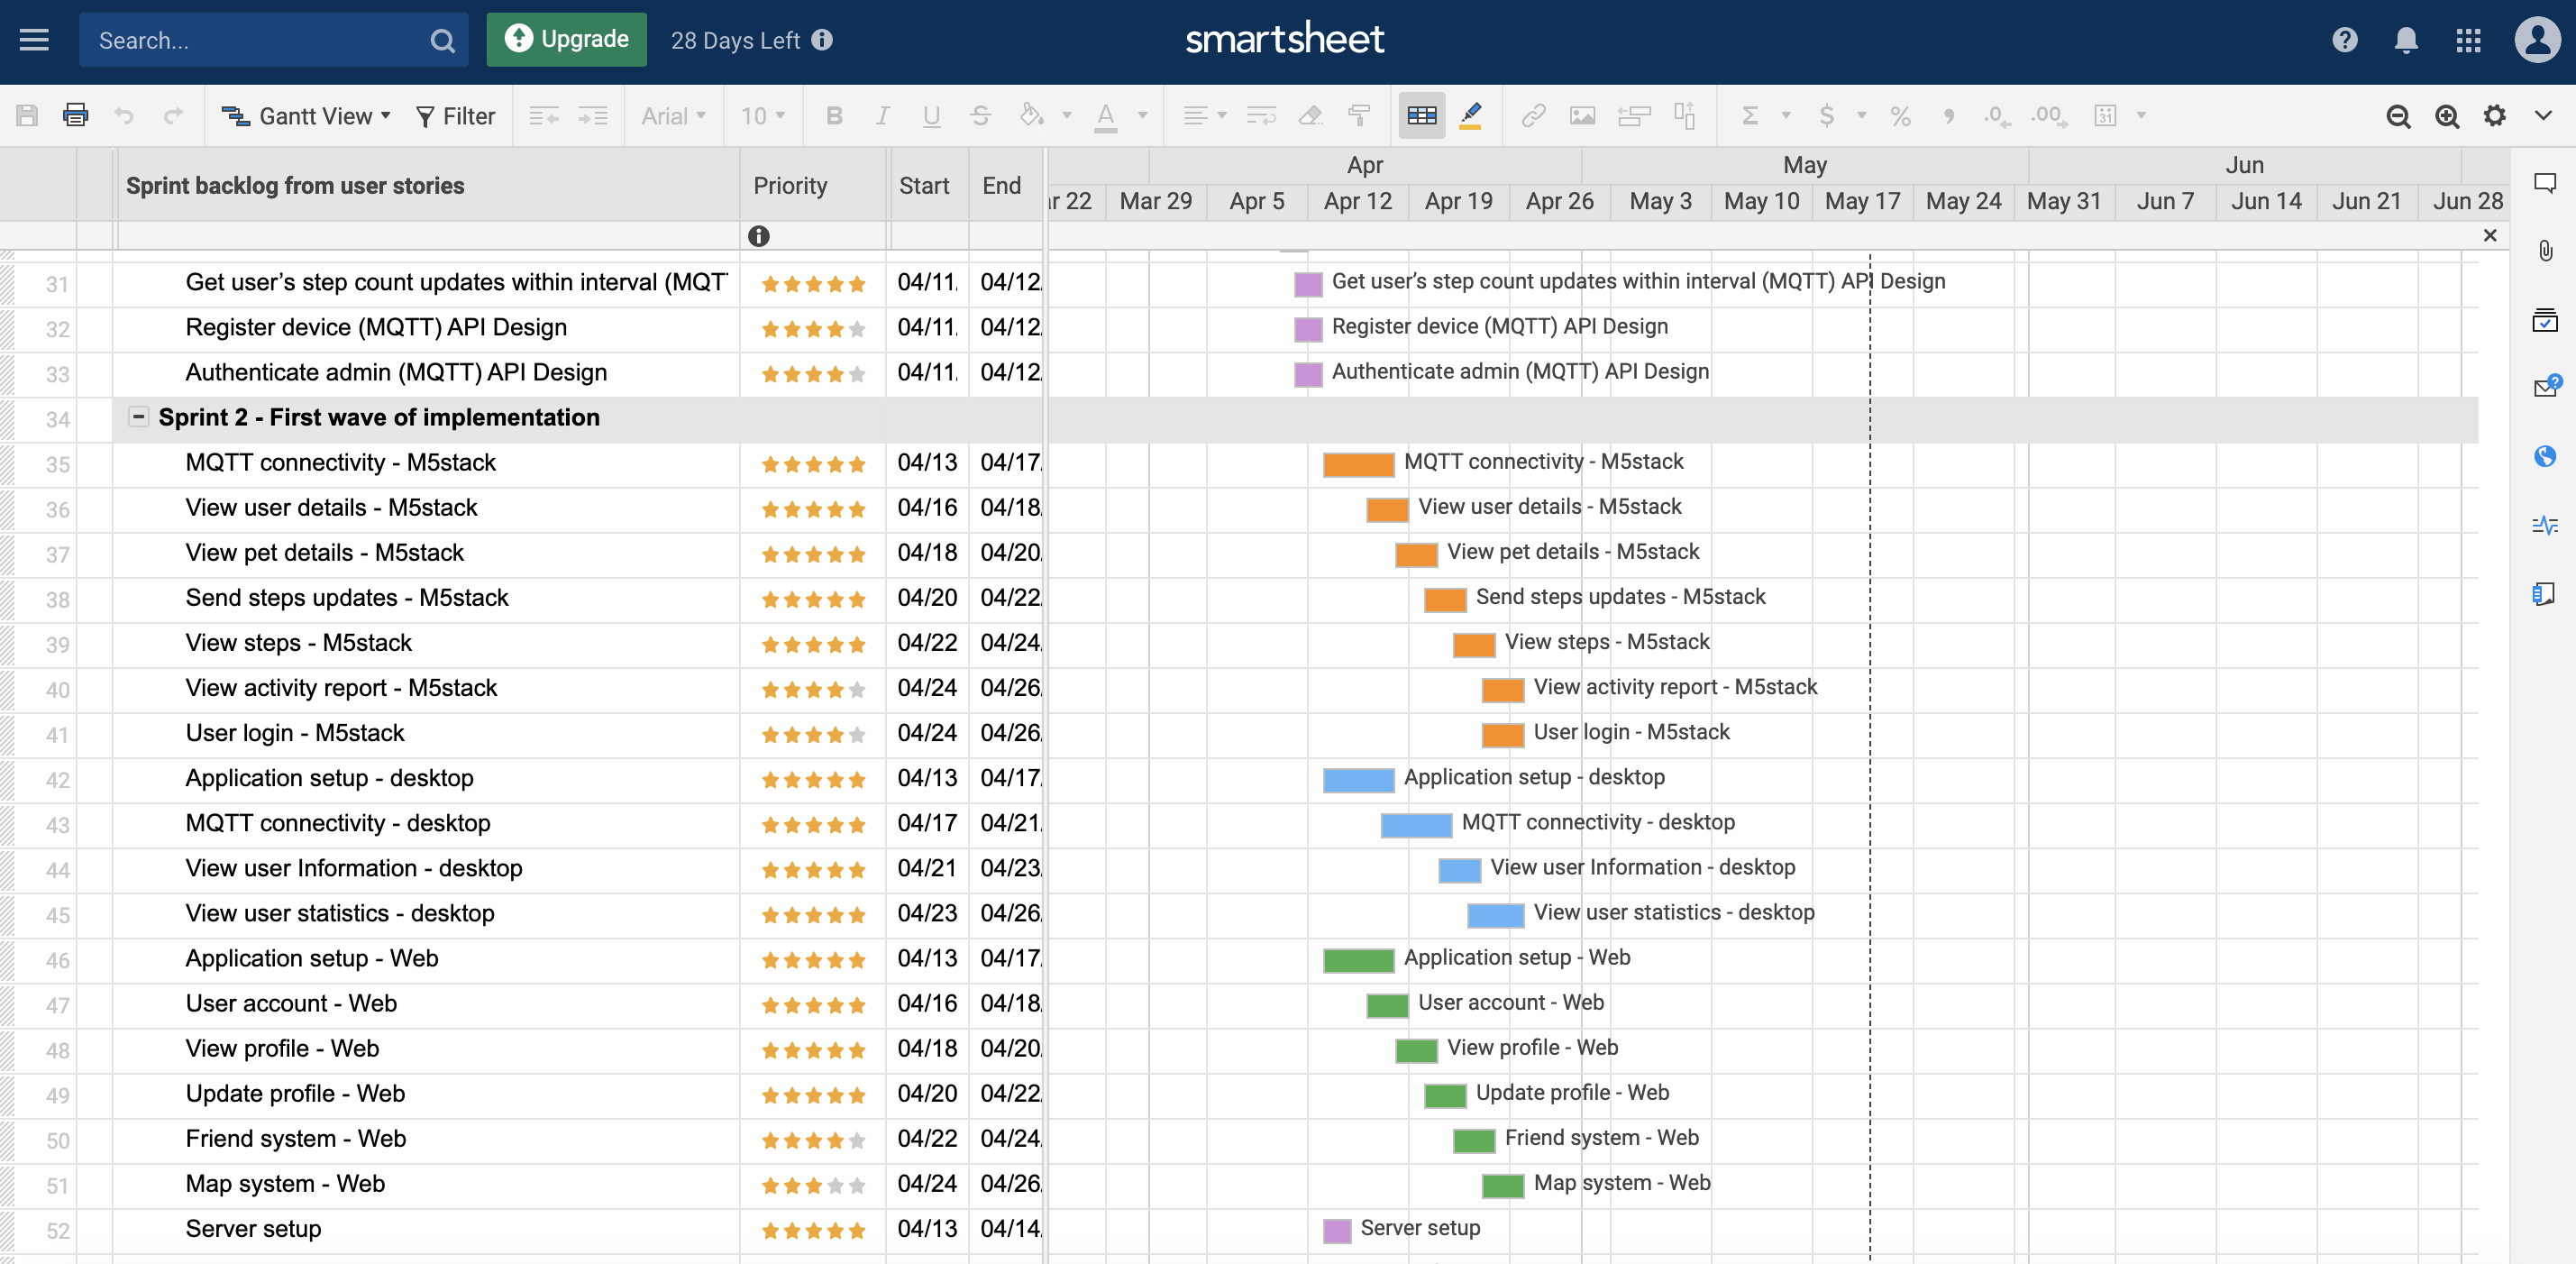 Search... Upgrade 28 Days Left smartsheet
Gantt View Filter Arial 10 B I U S A Σ $ % , .0 .00 31
Sprint backlog from user stories Priority Start End Apr May Jun
ar 22 Mar 29 Apr 5 Apr 12 Apr 19 Apr 26 May 3 May 10 May 17 May 24 May 31 Jun 7 Jun 14 Jun 21 Jun 28
31 Get user’s step count updates within interval (MQT 04/11 04/12 Get user’s step count updates within interval (MQTT) API Design
32 Register device (MQTT) API Design 04/11 04/12 Register device (MQTT) API Design
33 Authenticate admin (MQTT) API Design 04/11 04/12 Authenticate admin (MQTT) API Design
34 Sprint 2 - First wave of implementation
35 MQTT connectivity - M5stack 04/13 04/17 MQTT connectivity - M5stack
36 View user details - M5stack 04/16 04/18 View user details - M5stack
37 View pet details - M5stack 04/18 04/20 View pet details - M5stack
38 Send steps updates - M5stack 04/20 04/22 Send steps updates - M5stack
39 View steps - M5stack 04/22 04/24 View steps - M5stack
40 View activity report - M5stack 04/24 04/26 View activity report - M5stack
41 User login - M5stack 04/24 04/26 User login - M5stack
42 Application setup - desktop 04/13 04/17 Application setup - desktop
43 MQTT connectivity - desktop 04/17 04/21 MQTT connectivity - desktop
44 View user Information - desktop 04/21 04/23 View user Information - desktop
45 View user statistics - desktop 04/23 04/26 View user statistics - desktop
46 Application setup - Web 04/13 04/17 Application setup - Web
47 User account - Web 04/16 04/18 User account - Web
48 View profile - Web 04/18 04/20 View profile - Web
49 Update profile - Web 04/20 04/22 Update profile - Web
50 Friend system - Web 04/22 04/24 Friend system - Web
51 Map system - Web 04/24 04/26 Map system - Web
52 Server setup 04/13 04/14 Server setup